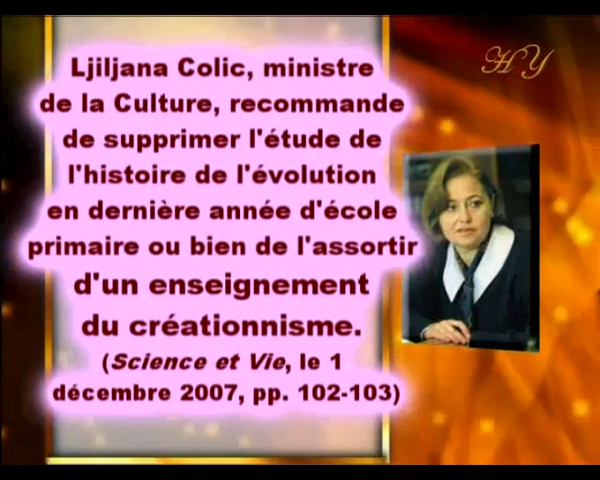 HY
Ljiljana Colic, ministre
de la Culture, recommande
de supprimer l'étude de
l'histoire de l'évolution
en dernière année d'école
primaire ou bien de l'assortir
d'un enseignement
du créationnisme.
(Science et Vie, le 1
décembre 2007, pp. 102-103)